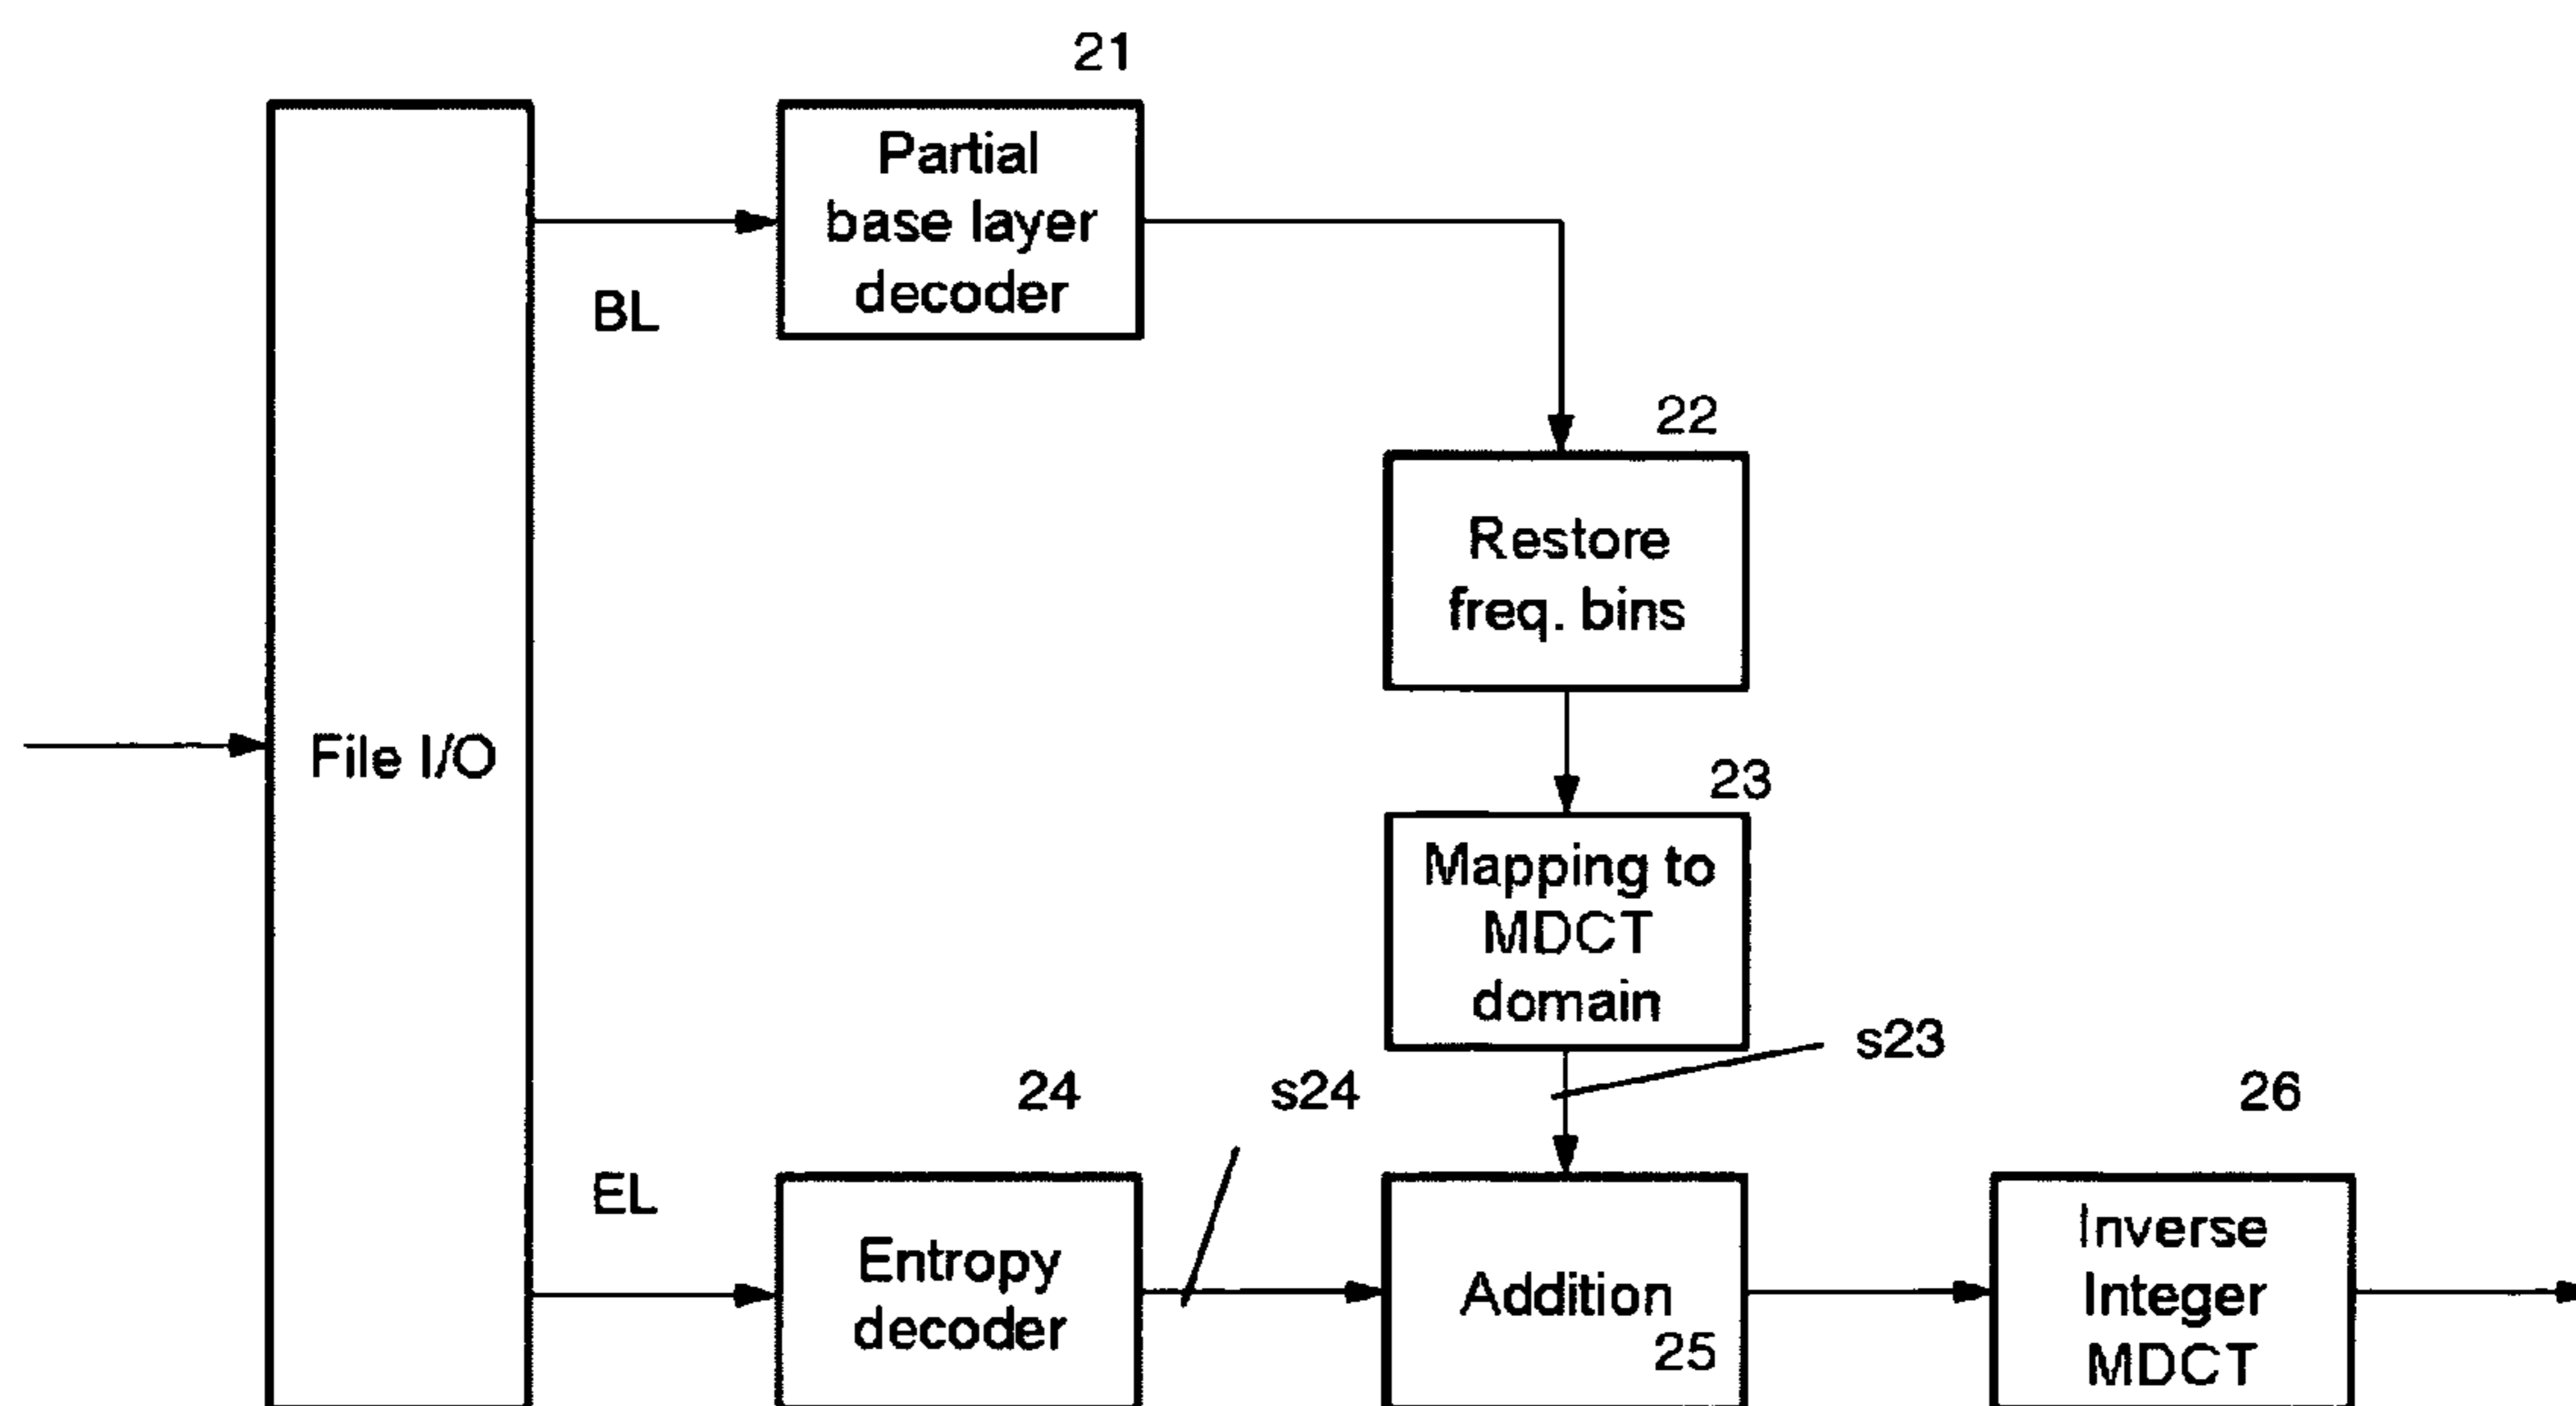 21
Partial
base layer
decoder
BL
22
Restore
freq. bins
File I/O
23
Mapping to
MDCT
domain
s23
24
s24
26
EL
Entropy
decoder
Addition
25
Inverse
Integer
MDCT